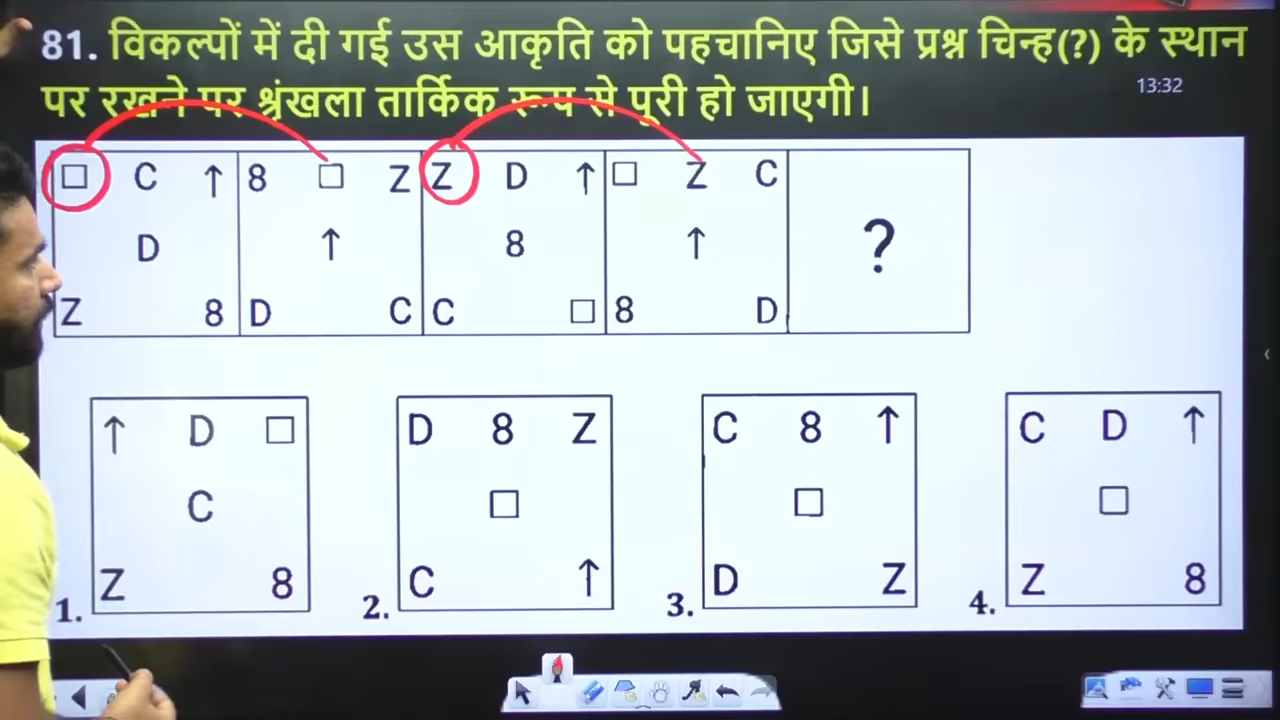 81. विकल्पों में दी गई उस आकृति को पहचानिए जिसे प्रश्न चिन्ह(?) के स्थान
पर रखने पर श्रंखला तार्किक रूप से पूरी हो जाएगी।
13:32
□ C ↑ 8 □ Z Z D ↑ □ Z C
D ↑ 8 ↑ ?
Z 8 D C C □ 8 D
↑ D □ D 8 Z C 8 ↑ C D ↑
C □ □ □
1. Z 8 2. C ↑ 3. D Z 4. Z 8